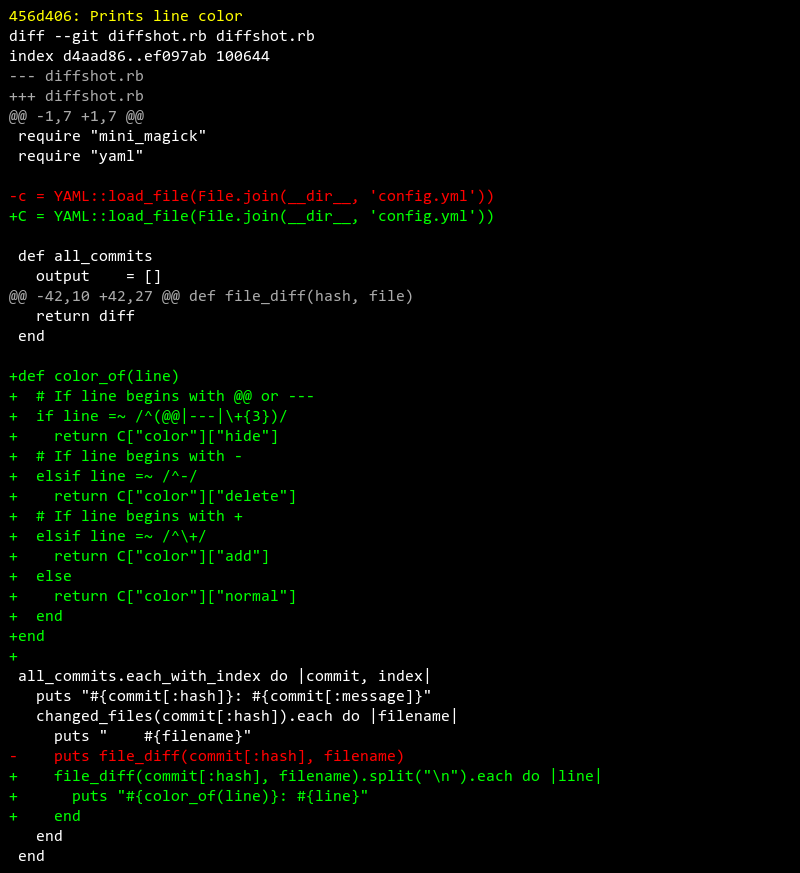 456d406: Prints line color
diff --git diffshot.rb diffshot.rb
index d4aad86..ef097ab 100644
--- diffshot.rb
+++ diffshot.rb
@@ -1,7 +1,7 @@
 require "mini_magick"
 require "yaml"

-c = YAML::load_file(File.join(__dir__, 'config.yml'))
+C = YAML::load_file(File.join(__dir__, 'config.yml'))

 def all_commits
   output    = []
@@ -42,10 +42,27 @@ def file_diff(hash, file)
   return diff
 end

+def color_of(line)
+  # If line begins with @@ or ---
+  if line =~ /^(@@|---|\+{3})/
+    return C["color"]["hide"]
+  # If line begins with -
+  elsif line =~ /^-/
+    return C["color"]["delete"]
+  # If line begins with +
+  elsif line =~ /^\+/
+    return C["color"]["add"]
+  else
+    return C["color"]["normal"]
+  end
+end
+
 all_commits.each_with_index do |commit, index|
   puts "#{commit[:hash]}: #{commit[:message]}"
   changed_files(commit[:hash]).each do |filename|
     puts "    #{filename}"
-    puts file_diff(commit[:hash], filename)
+    file_diff(commit[:hash], filename).split("\n").each do |line|
+      puts "#{color_of(line)}: #{line}"
+    end
   end
 end